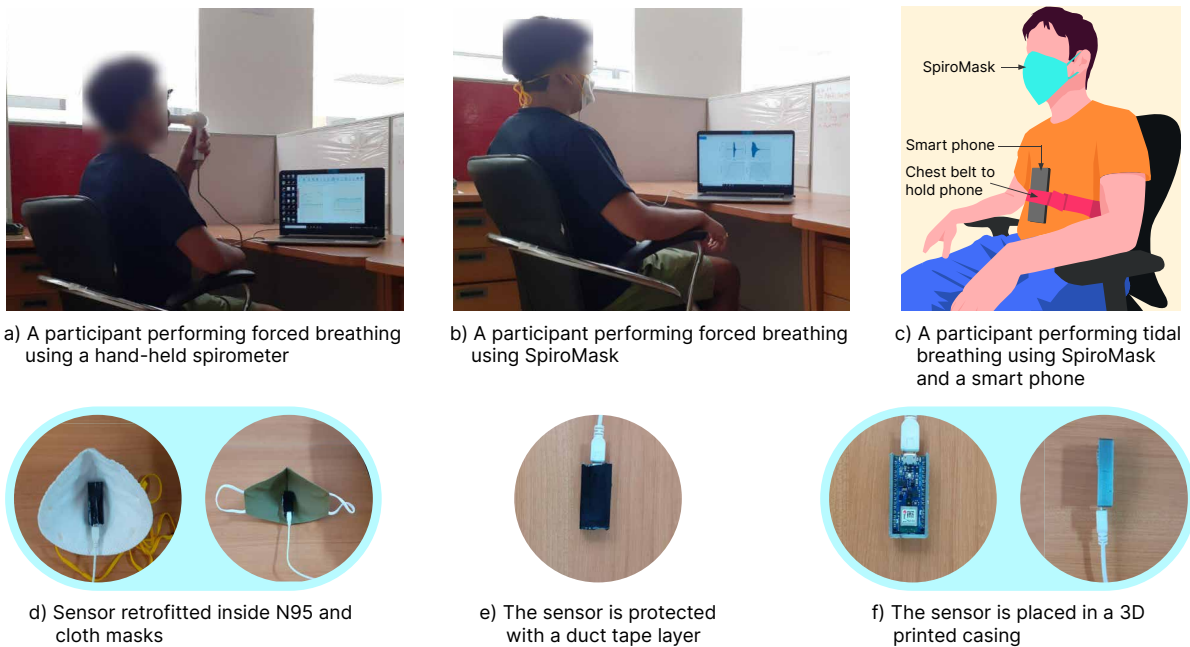 SpiroMask
Smart phone
Chest belt to
hold phone
a) A participant performing forced breathing
using a hand-held spirometer
b) A participant performing forced breathing
using SpiroMask
c) A participant performing tidal
breathing using SpiroMask
and a smart phone
d) Sensor retrofitted inside N95 and
cloth masks
e) The sensor is protected
with a duct tape layer
f) The sensor is placed in a 3D
printed casing